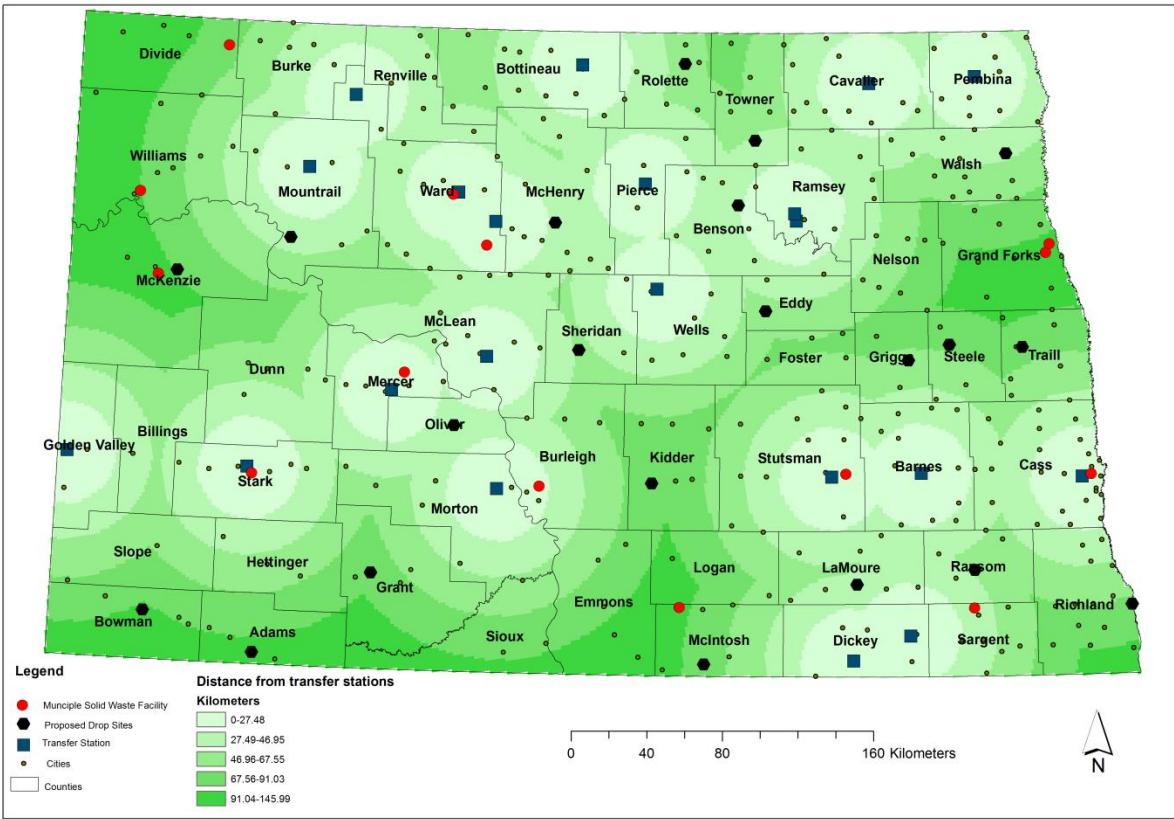 Divide
Burke
Renville
Bottineau
Rolette
Towner
Cavalier
Pembina
Williams
Mountrail
Ward
McHenry
Pierce
Benson
Ramsey
Walsh
McKenzie
Nelson
Grand Forks
McLean
Sheridan
Wells
Eddy
Foster
Griggs
Steele
Traill
Dunn
Mercer
Oliver
Golden Valley
Billings
Stark
Morton
Burleigh
Kidder
Stutsman
Barnes
Cass
Slope
Hettinger
Grant
Emmons
Logan
LaMoure
Ransom
Richland
Bowman
Adams
Sioux
McIntosh
Dickey
Sargent
Legend
Munciple Solid Waste Facility
Proposed Drop Sites
Transfer Station
Cities
Counties
Distance from transfer stations
Kilometers
0-27.48
27.49-46.95
46.96-67.55
67.56-91.03
91.04-145.99
0 40 80 160 Kilometers
N